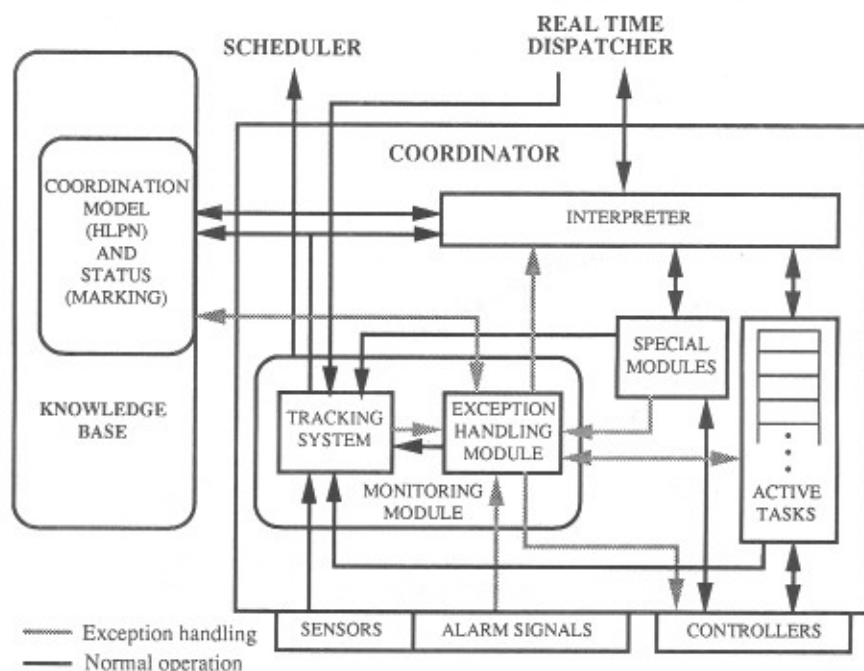 SCHEDULER
REAL TIME
DISPATCHER
COORDINATOR
COORDINATION
MODEL
(HLPN)
AND
STATUS
(MARKING)
INTERPRETER
SPECIAL
MODULES
KNOWLEDGE
BASE
TRACKING
SYSTEM
EXCEPTION
HANDLING
MODULE
MONITORING
MODULE
ACTIVE
TASKS
SENSORS
ALARM SIGNALS
CONTROLLERS
Exception handling
Normal operation